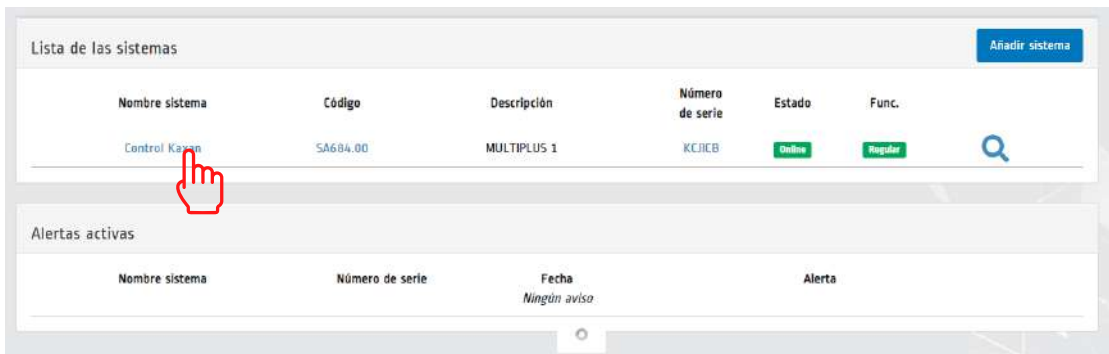 Lista de las sistemas
Añadir sistema
Nombre sistema Código Descripción Número de serie Estado Func.
Control Kaxan SA684.00 MULTIPLUS 1 KCJICB Online Regular
Alertas activas
Nombre sistema Número de serie Fecha Alerta
Ningún aviso